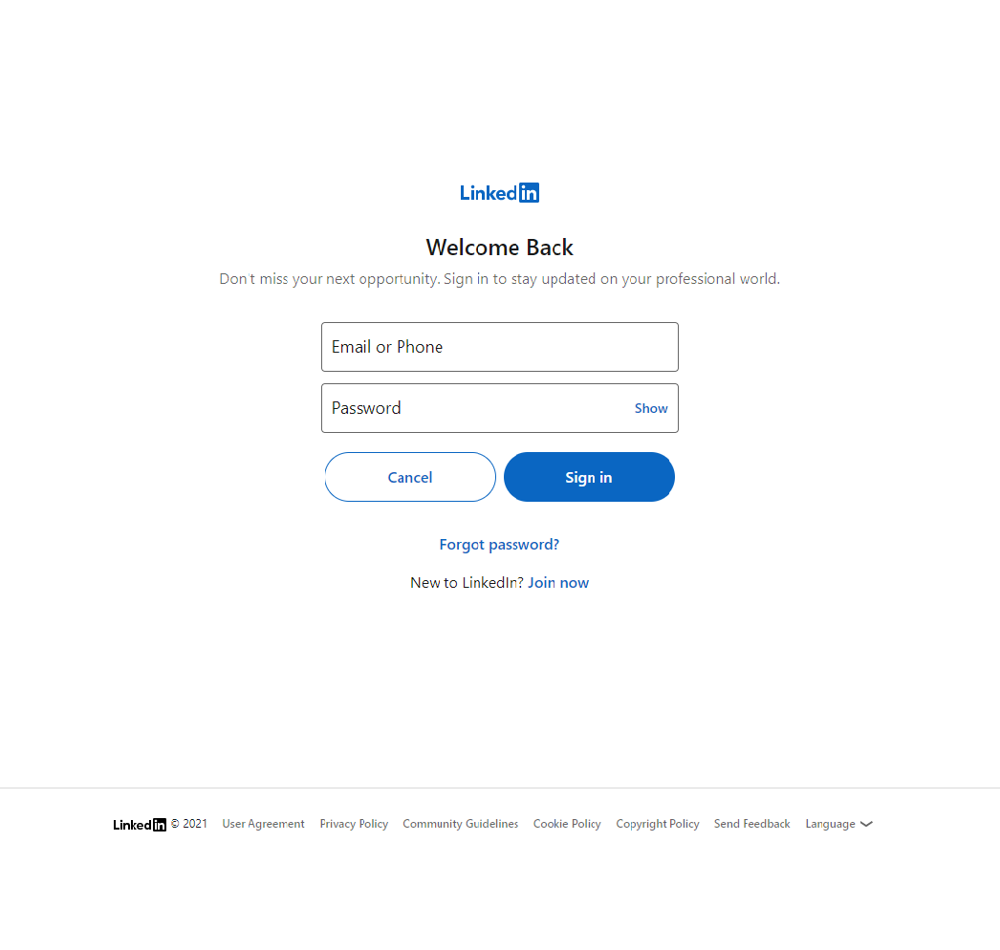 Linkedin
Welcome Back
Don't miss your next opportunity. Sign in to stay updated on your professional world.
Email or Phone
Password Show
Cancel Sign in
Forgot password?
New to LinkedIn? Join now
Linkedin © 2021 User Agreement Privacy Policy Community Guidelines Cookie Policy Copyright Policy Send Feedback Language